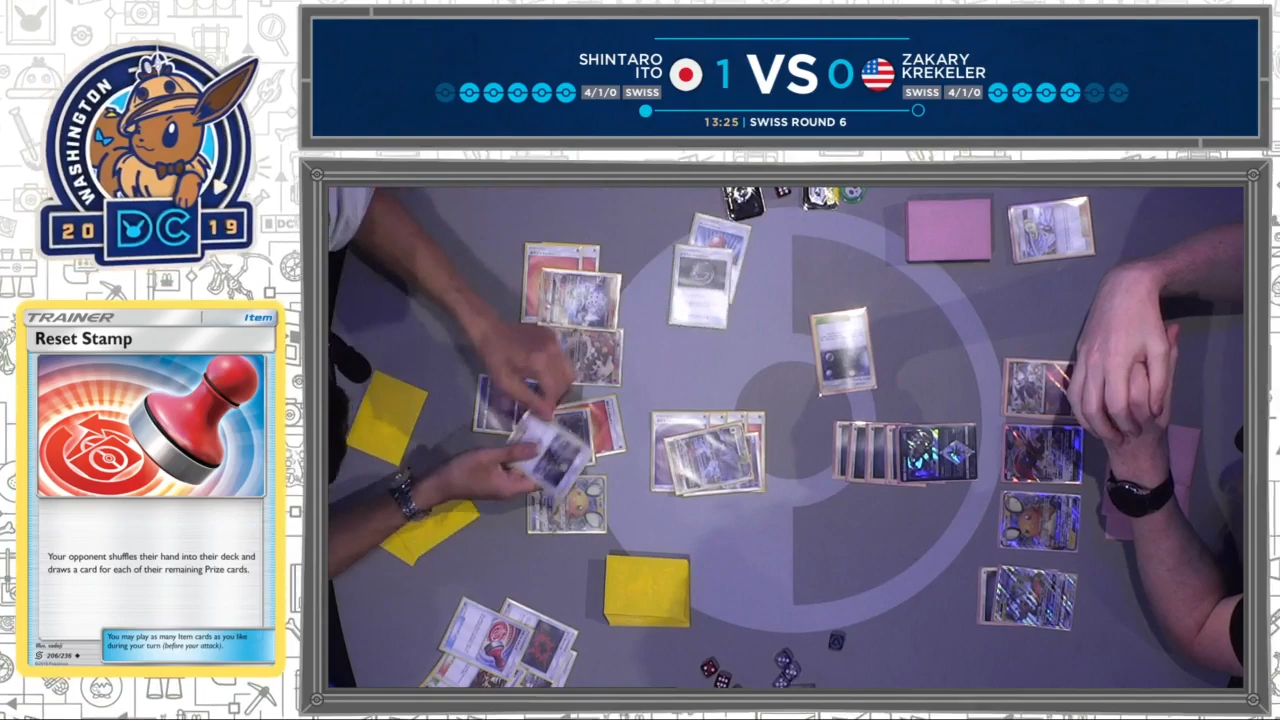 WASHINGTON
DC
20 19
SHINTARO
ITO
1 VS 0
ZAKARY
KREKELER
4/1/0 SWISS
SWISS 4/1/0
13:25 | SWISS ROUND 6
TRAINER Item
Reset Stamp
Your opponent shuffles their hand into their deck and
draws a card for each of their remaining Prize cards.
You may play as many Item cards as you like
during your turn (before your attack).
206/236